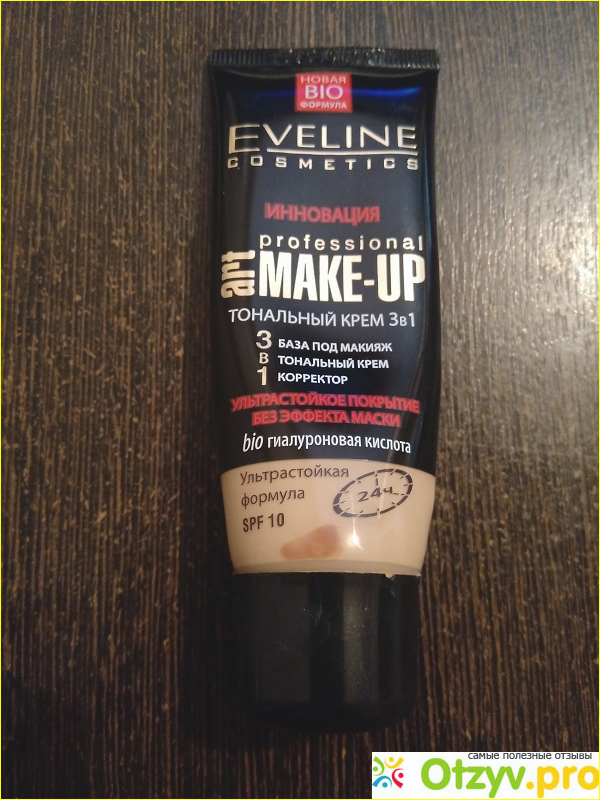 НОВАЯ
BIO
ФОРМУЛА
EVELINE
COSMETICS
ИННОВАЦИЯ
art professional
MAKE-UP
ТОНАЛЬНЫЙ КРЕМ 3в1
3 БАЗА ПОД МАКИЯЖ
в ТОНАЛЬНЫЙ КРЕМ
1 КОРРЕКТОР
УЛЬТРАСТОЙКОЕ ПОКРЫТИЕ
БЕЗ ЭФФЕКТА МАСКИ
bio гиалуроновая кислота
Ультрастойкая
формула
24ч
SPF 10
самые полезные отзывы
Otzyv.pro